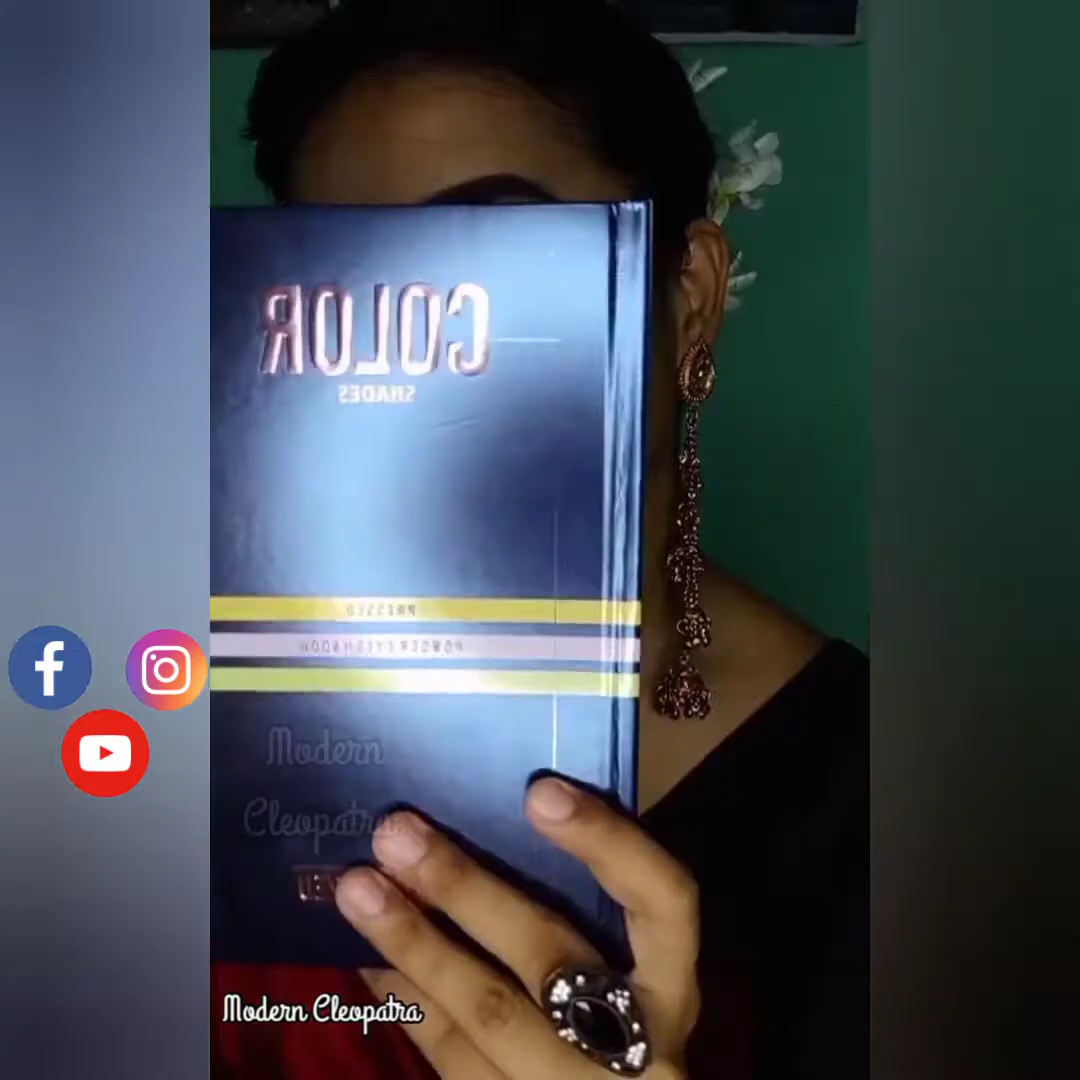 COLOR
SHADES
PRESSED
POWDER EYESHADOW
Modern
Cleopatra
Modern Cleopatra